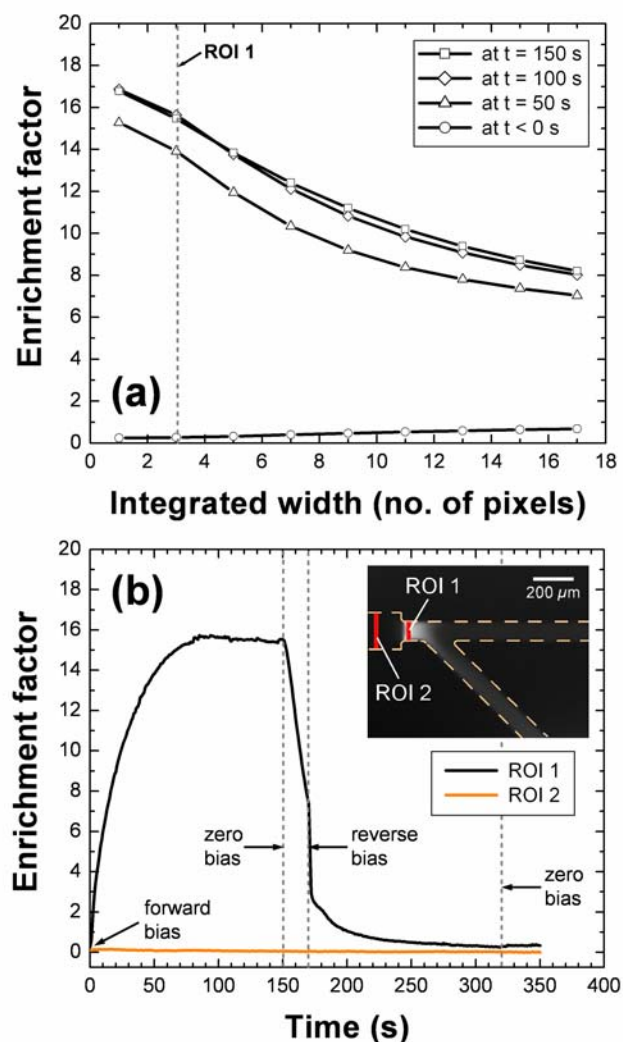 20
18
16
14
12
10
8
6
4
2
0
Enrichment factor
ROI 1
at t = 150 s
at t = 100 s
at t = 50 s
at t < 0 s
(a)
0 2 4 6 8 10 12 14 16 18
Integrated width (no. of pixels)
20
18
16
14
12
10
8
6
4
2
0
Enrichment factor
(b)
200 µm
ROI 1
ROI 2
ROI 1
ROI 2
zero
bias
reverse
bias
zero
bias
forward
bias
0 50 100 150 200 250 300 350 400
Time (s)